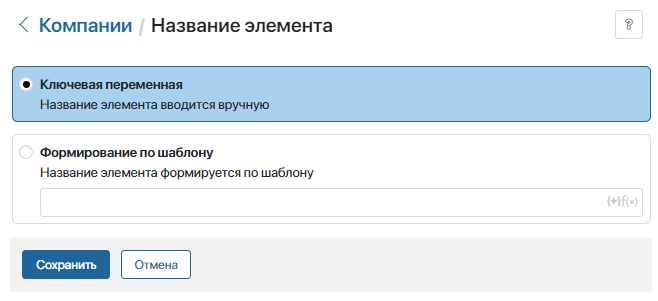 Компании / Название элемента
?
Ключевая переменная
Название элемента вводится вручную
Формирование по шаблону
Название элемента формируется по шаблону
{+}f(x)
Сохранить Отмена